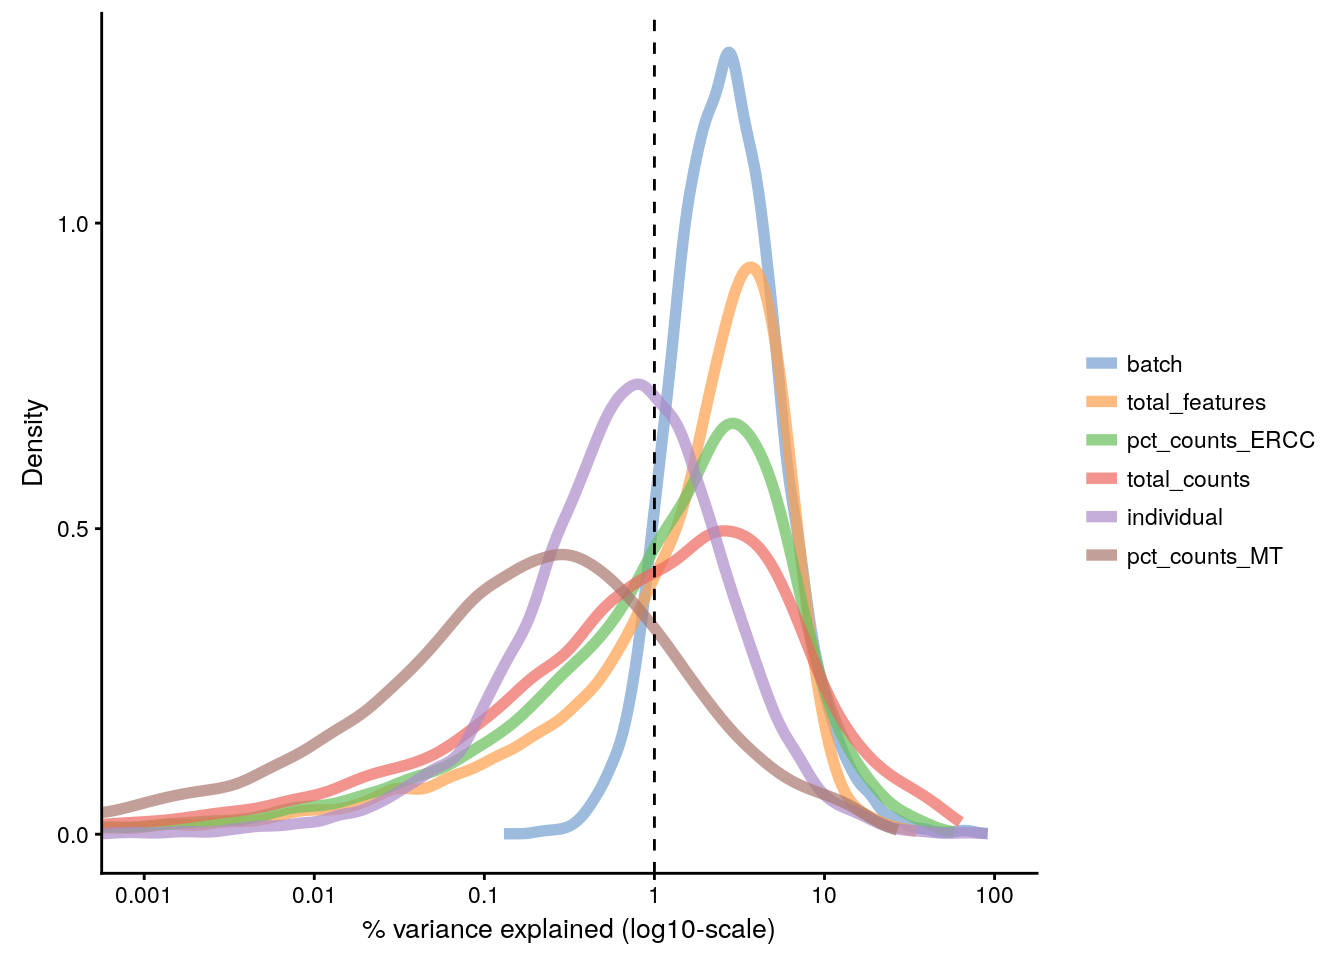 1.0
0.5
0.0
Density
0.001
0.01
0.1
1
10
100
% variance explained (log10-scale)
batch
total_features
pct_counts_ERCC
total_counts
individual
pct_counts_MT